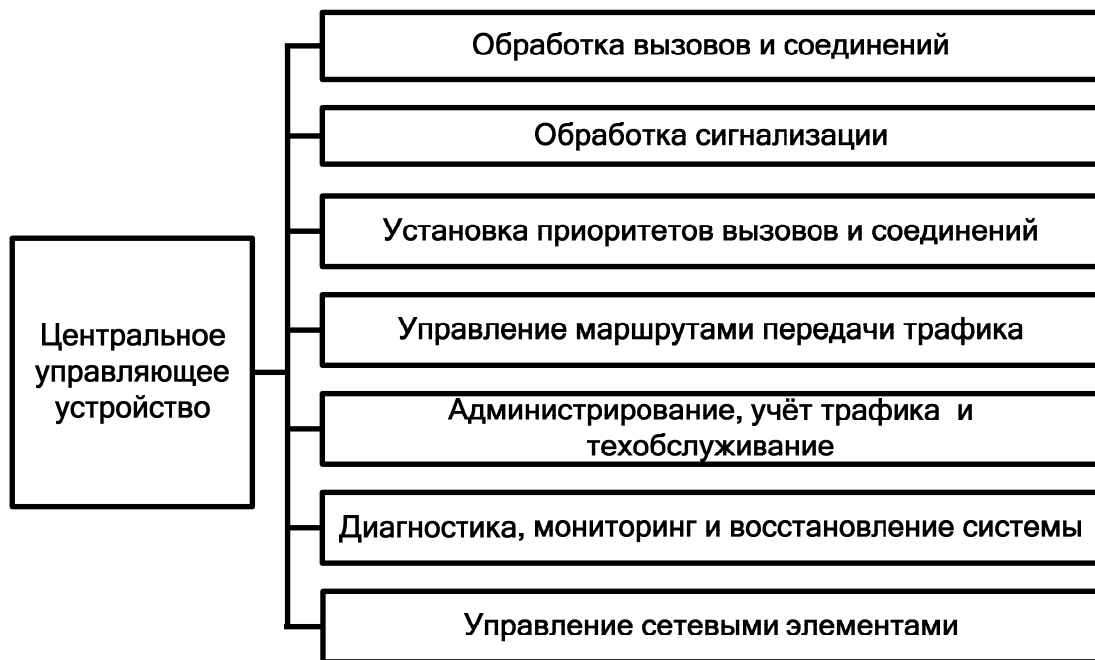 Обработка вызовов и соединений
Обработка сигнализации
Установка приоритетов вызовов и соединений
Управление маршрутами передачи трафика
Центральное
управляющее
устройство
Администрирование, учёт трафика и
техобслуживание
Диагностика, мониторинг и восстановление системы
Управление сетевыми элементами